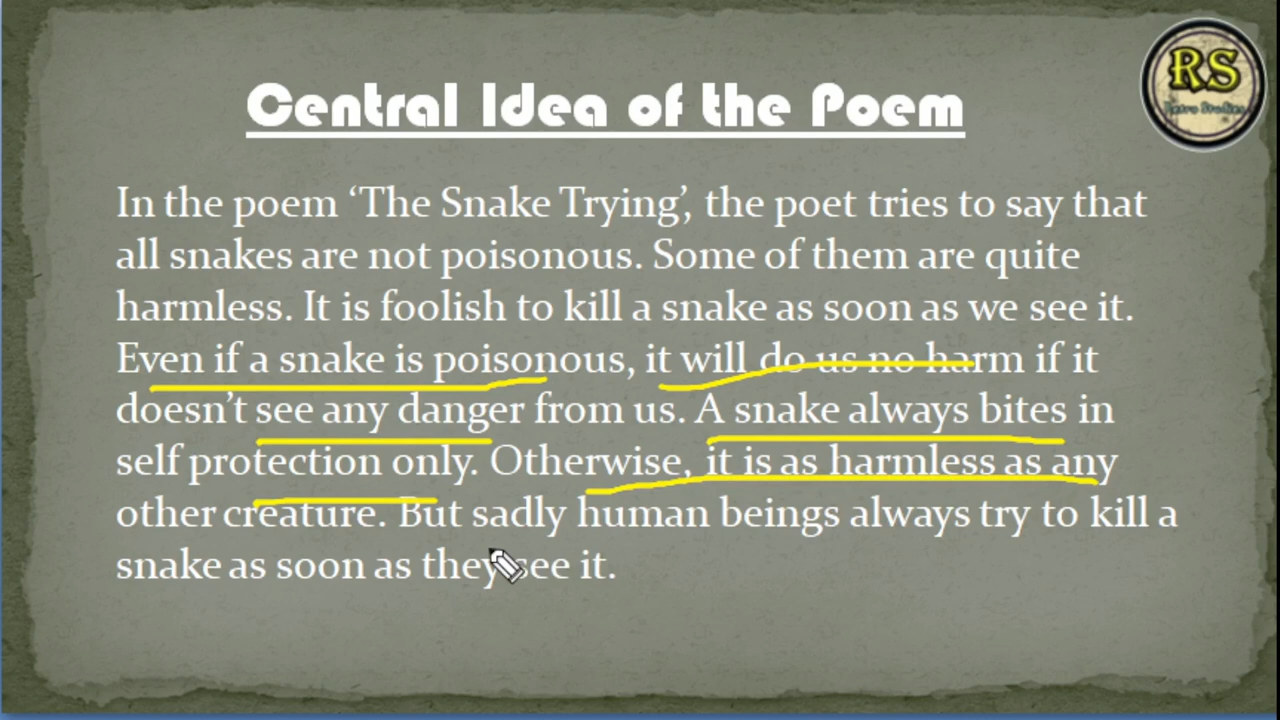 Central Idea of the Poem
RS
Retro Studies
In the poem ‘The Snake Trying’, the poet tries to say that
all snakes are not poisonous. Some of them are quite
harmless. It is foolish to kill a snake as soon as we see it.
Even if a snake is poisonous, it will do us no harm if it
doesn’t see any danger from us. A snake always bites in
self protection only. Otherwise, it is as harmless as any
other creature. But sadly human beings always try to kill a
snake as soon as they see it.